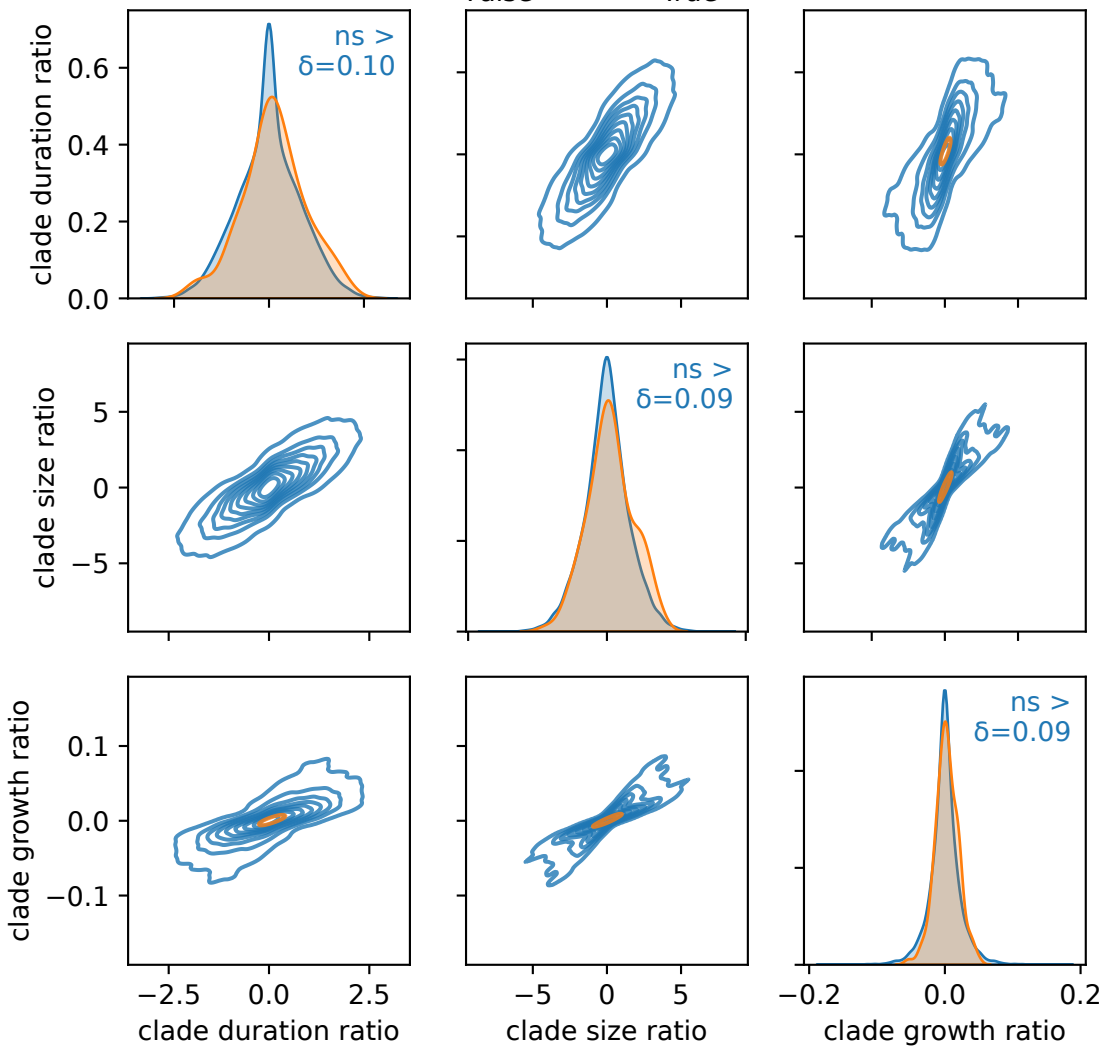 clade duration ratio
0.6
0.4
0.2
0.0
ns >
δ=0.10
clade size ratio
5
0
−5
ns >
δ=0.09
clade growth ratio
0.1
0.0
−0.1
ns >
δ=0.09
−2.5
0.0
2.5
−5
0
5
−0.2
0.0
0.2
clade duration ratio
clade size ratio
clade growth ratio